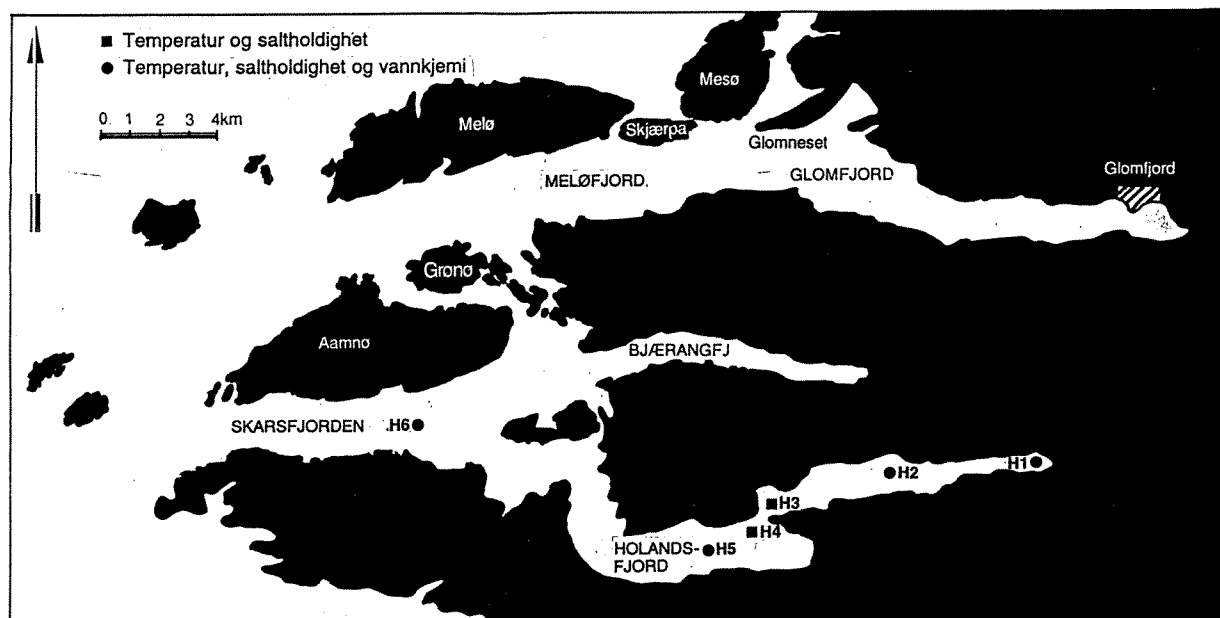 ■ Temperatur og saltholdighet
● Temperatur, saltholdighet og vannkjemi
0 1 2 3 4km
Mesø
Melø
Skjærpa
Glomneset
Glomfjord
MELØFJORD
GLOMFJORD
Grønø
Aamnø
BJÆRANGFJ
SKARSFJORDEN
H6
H1
H2
H3
H4
HOLANDS-
FJORD
H5